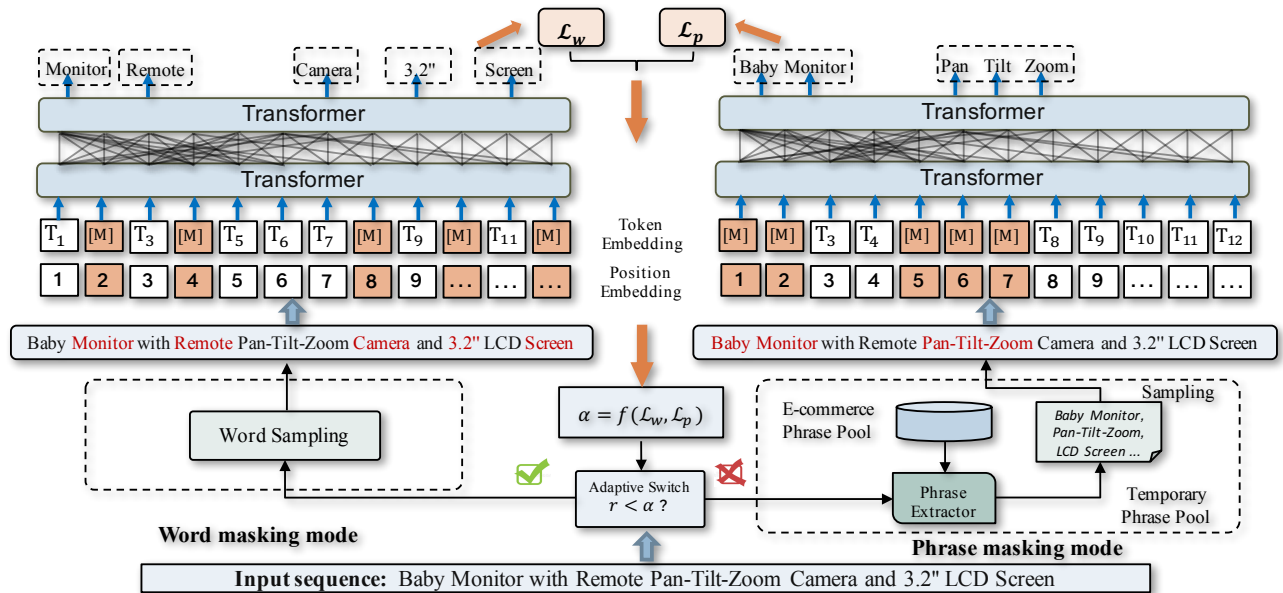 ℒw ℒp
Monitor Remote Camera 3.2" Screen
Baby Monitor Pan Tilt Zoom
Transformer
Transformer
Transformer
Transformer
T1 [M] T3 [M] T5 T6 T7 [M] T9 [M] T11 [M]
Token
Embedding
[M] [M] T3 T4 [M] [M] [M] T8 T9 T10 T11 T12
1 2 3 4 5 6 7 8 9 ... ... ...
Position
Embedding
1 2 3 4 5 6 7 8 9 ... ... ...
Baby Monitor with Remote Pan-Tilt-Zoom Camera and 3.2" LCD Screen
Baby Monitor with Remote Pan-Tilt-Zoom Camera and 3.2" LCD Screen
Word Sampling
α = f(ℒw, ℒp)
Adaptive Switch
r < α ?
E-commerce
Phrase Pool
Sampling
Baby Monitor,
Pan-Tilt-Zoom,
LCD Screen ...
Phrase
Extractor
Temporary
Phrase Pool
Word masking mode
Phrase masking mode
Input sequence: Baby Monitor with Remote Pan-Tilt-Zoom Camera and 3.2" LCD Screen